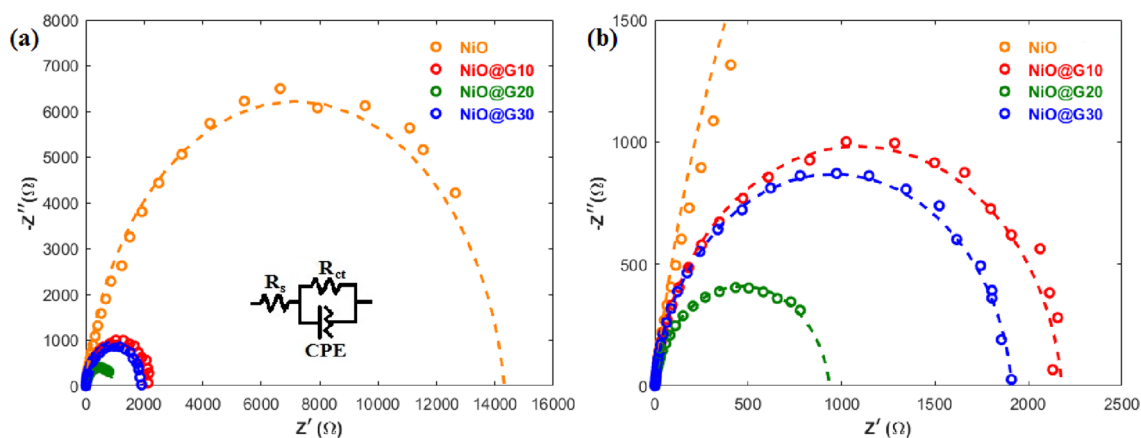 (a)
-Z''(Ω)
8000
7000
6000
5000
4000
3000
2000
1000
0
NiO
NiO@G10
NiO@G20
NiO@G30
Rs
Rct
CPE
0 2000 4000 6000 8000 10000 12000 14000 16000
Z' (Ω)
(b)
-Z''(Ω)
1500
1000
500
0
NiO
NiO@G10
NiO@G20
NiO@G30
0 500 1000 1500 2000 2500
Z' (Ω)